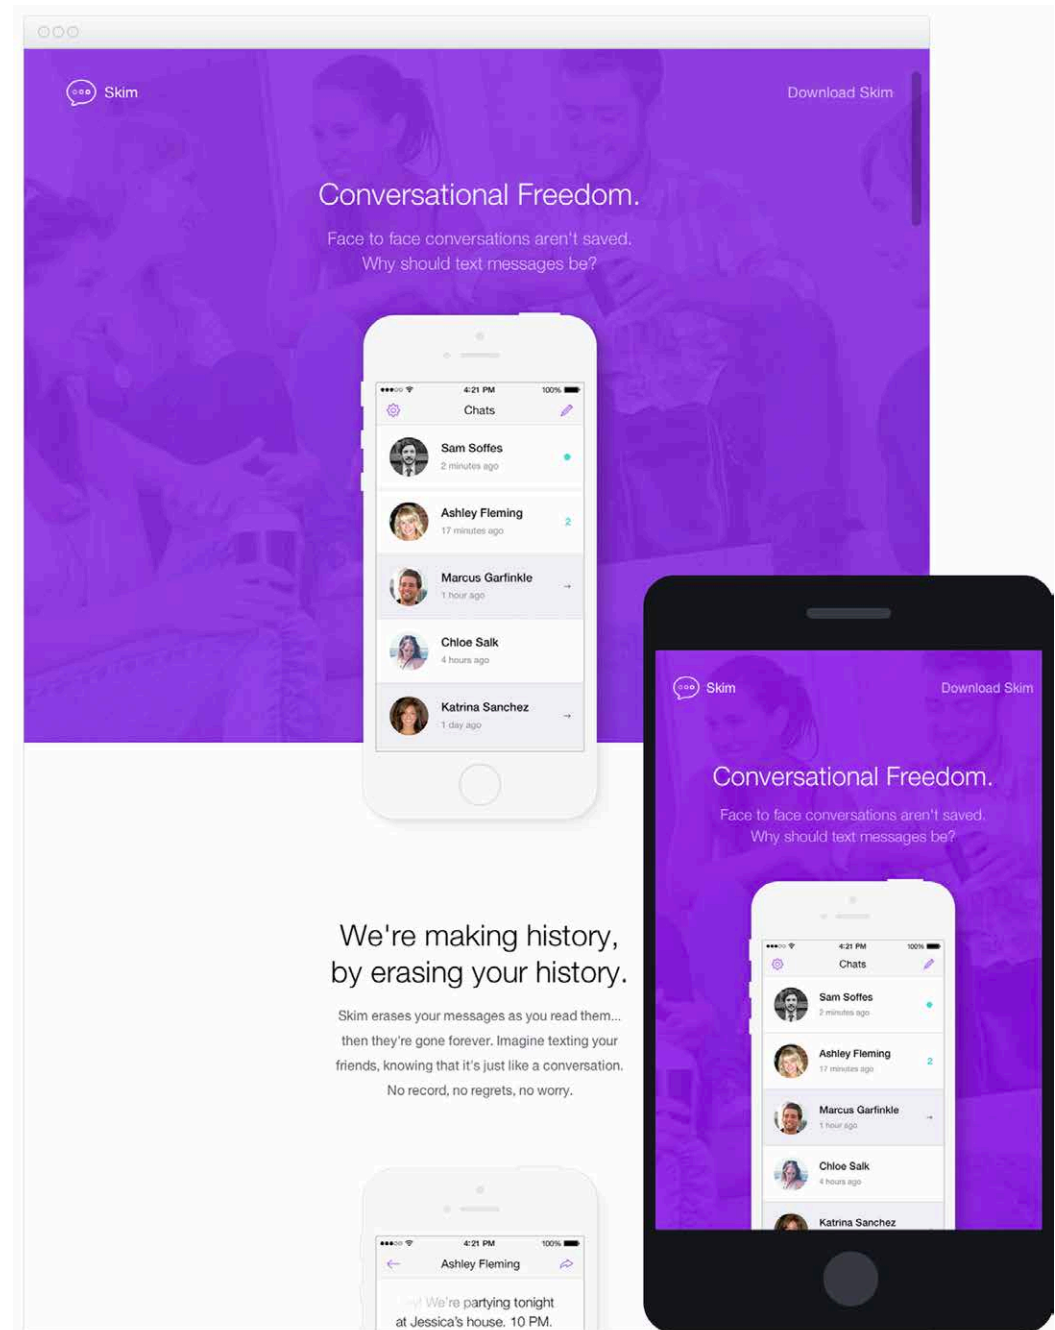 Skim
Download Skim
Conversational Freedom.
Face to face conversations aren't saved.
Why should text messages be?
4:21 PM
100%
Chats
Sam Soffes
2 minutes ago
Ashley Fleming
17 minutes ago
2
Marcus Garfinkle
1 hour ago
Chloe Salk
4 hours ago
Katrina Sanchez
1 day ago
We're making history,
by erasing your history.
Skim erases your messages as you read them...
then they're gone forever. Imagine texting your
friends, knowing that it's just like a conversation.
No record, no regrets, no worry.
4:21 PM
100%
Ashley Fleming
We're partying tonight
at Jessica's house. 10 PM.
Skim
Download Skim
Conversational Freedom.
Face to face conversations aren't saved.
Why should text messages be?
4:21 PM
100%
Chats
Sam Soffes
2 minutes ago
Ashley Fleming
17 minutes ago
2
Marcus Garfinkle
1 hour ago
Chloe Salk
4 hours ago
Katrina Sanchez